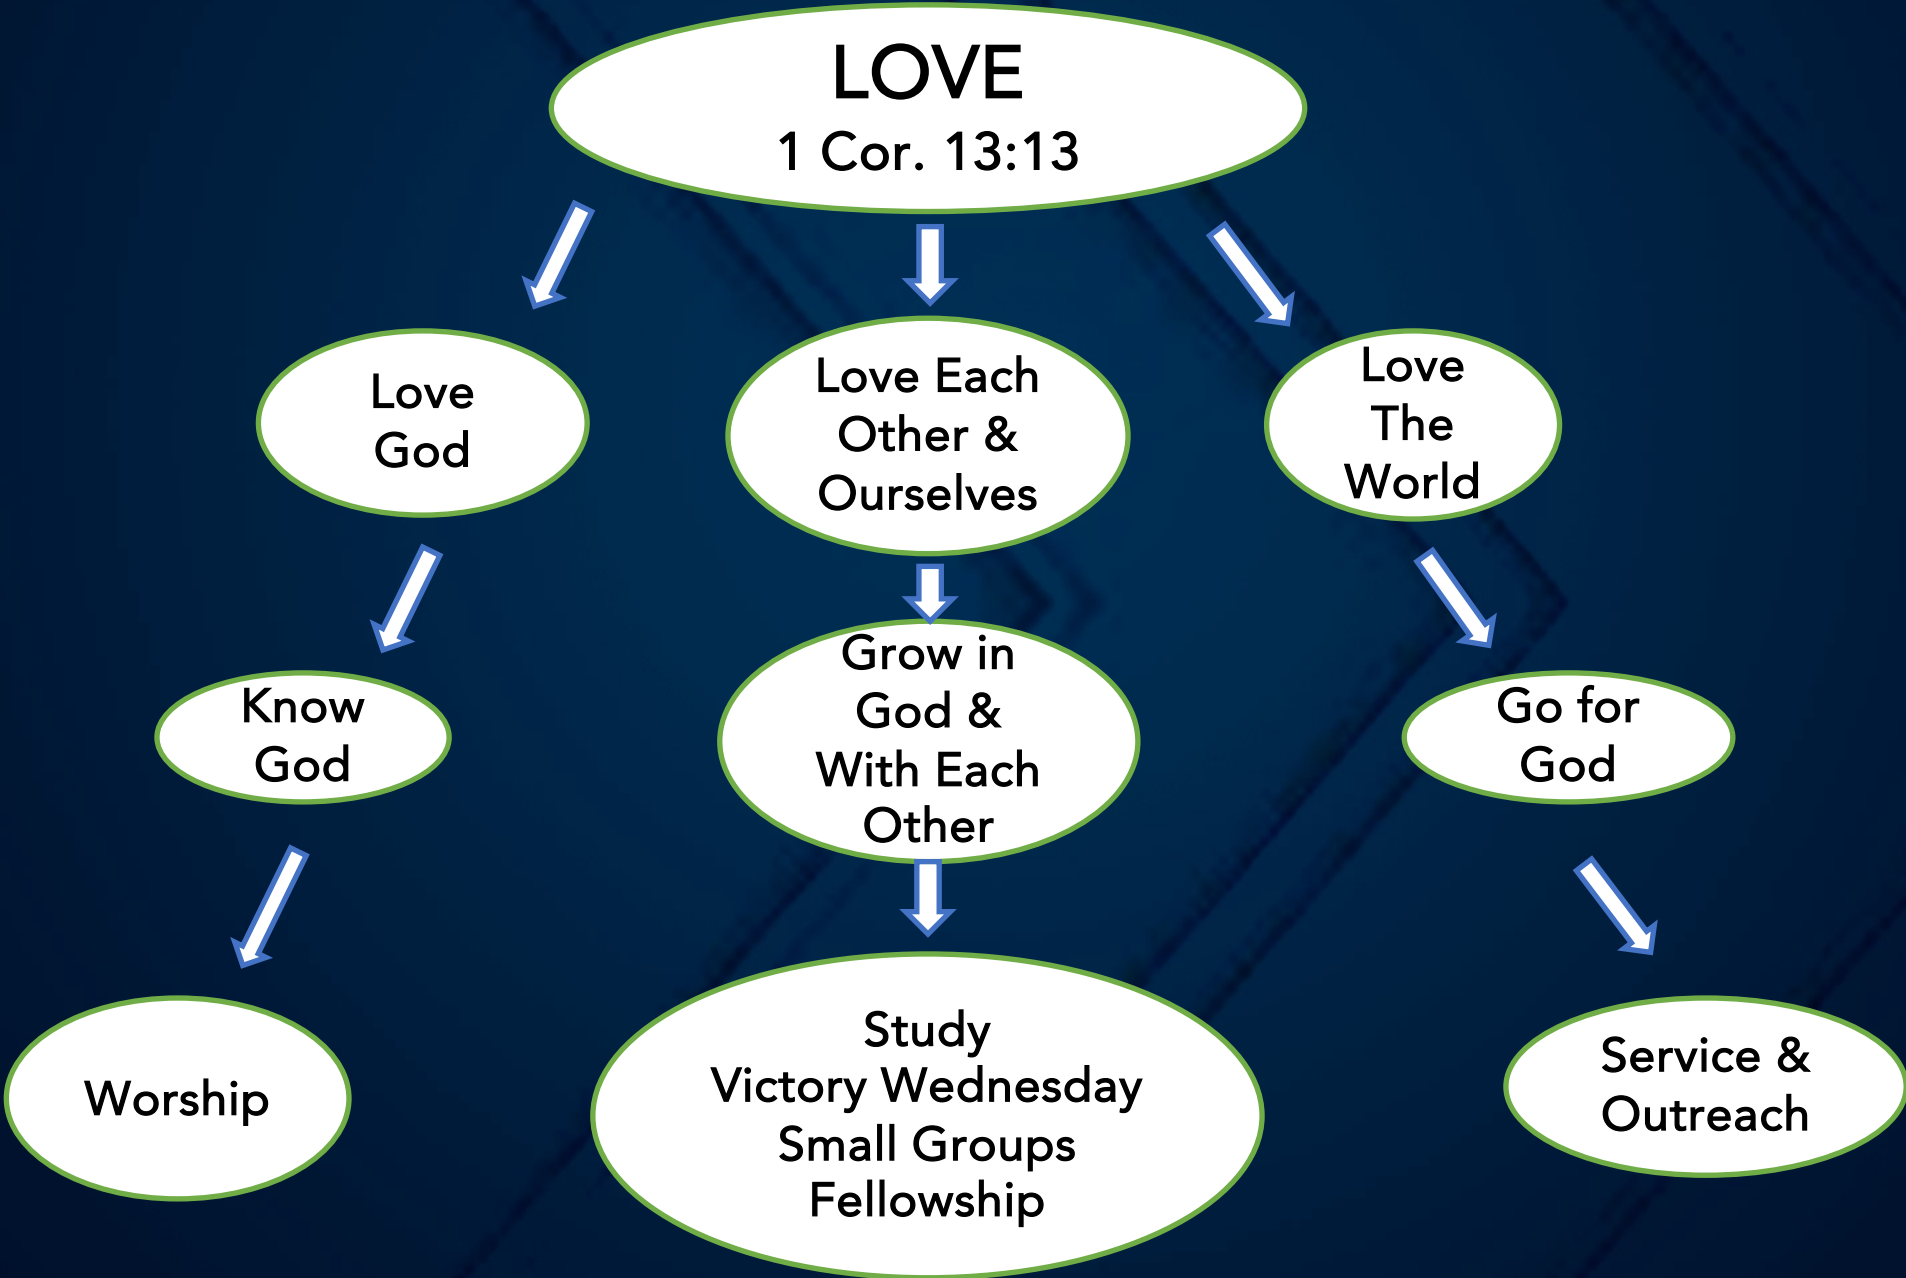 LOVE
1 Cor. 13:13
Love
God
Love Each
Other &
Ourselves
Love
The
World
Know
God
Grow in
God &
With Each
Other
Go for
God
Worship
Study
Victory Wednesday
Small Groups
Fellowship
Service &
Outreach